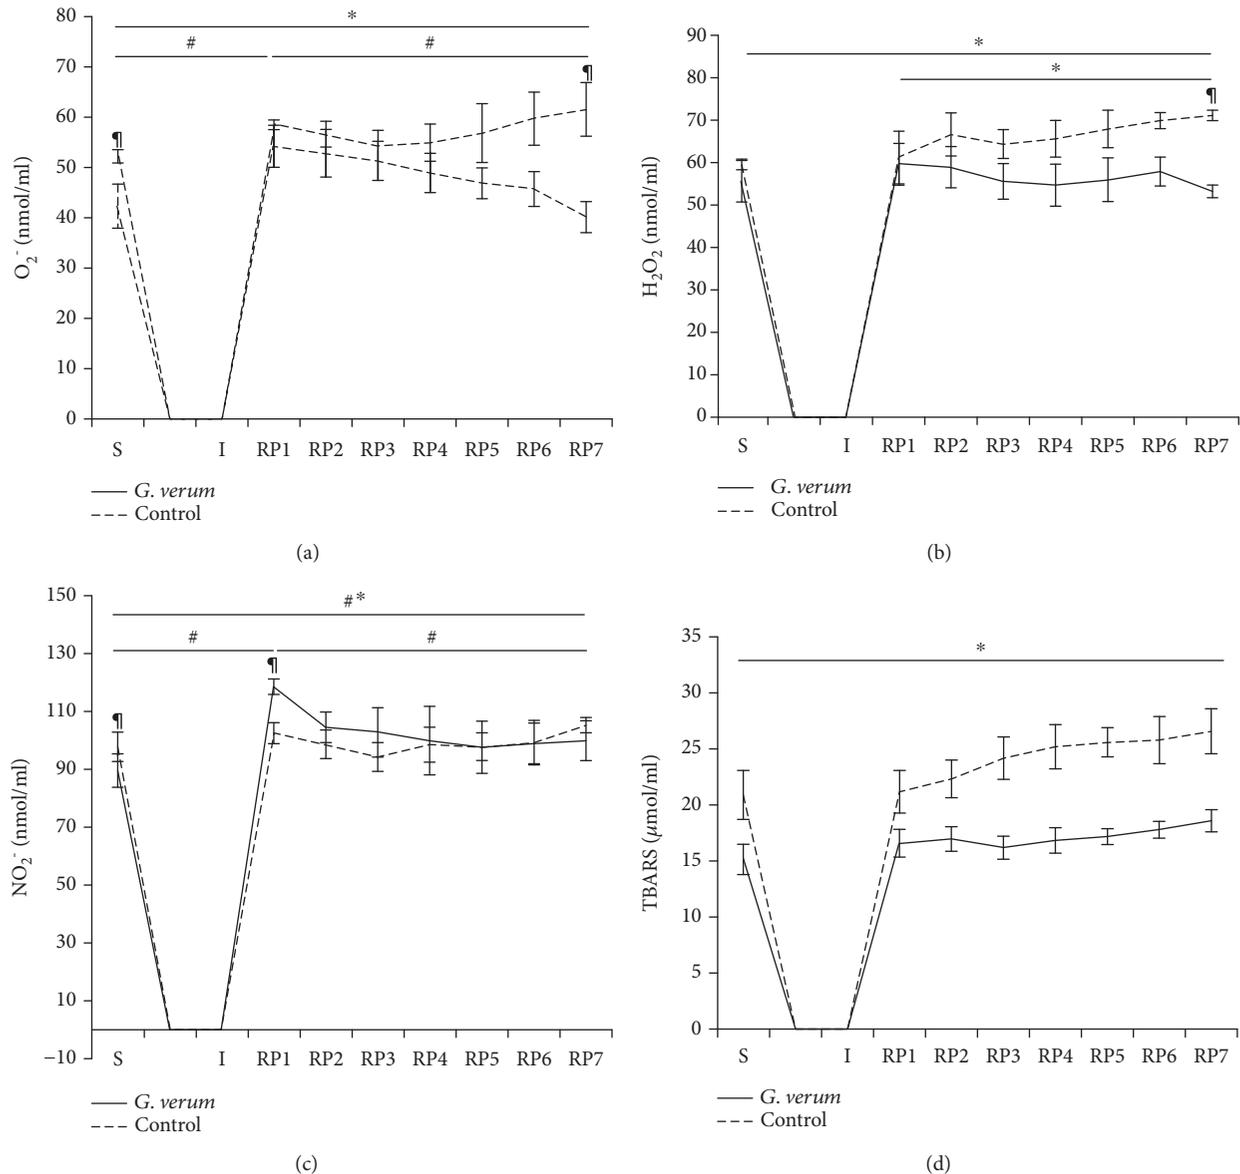 80
70
60
50
40
30
20
10
0
O₂⁻ (nmol/ml)
*
#
#
¶
¶
S I RP1 RP2 RP3 RP4 RP5 RP6 RP7
G. verum
Control
(a)
90
80
70
60
50
40
30
20
10
0
H₂O₂ (nmol/ml)
*
*
¶
S I RP1 RP2 RP3 RP4 RP5 RP6 RP7
G. verum
Control
(b)
150
130
110
90
70
50
30
10
−10
NO₂⁻ (nmol/ml)
#*
#
#
¶
¶
S I RP1 RP2 RP3 RP4 RP5 RP6 RP7
G. verum
Control
(c)
35
30
25
20
15
10
5
0
TBARS (μmol/ml)
*
S I RP1 RP2 RP3 RP4 RP5 RP6 RP7
G. verum
Control
(d)